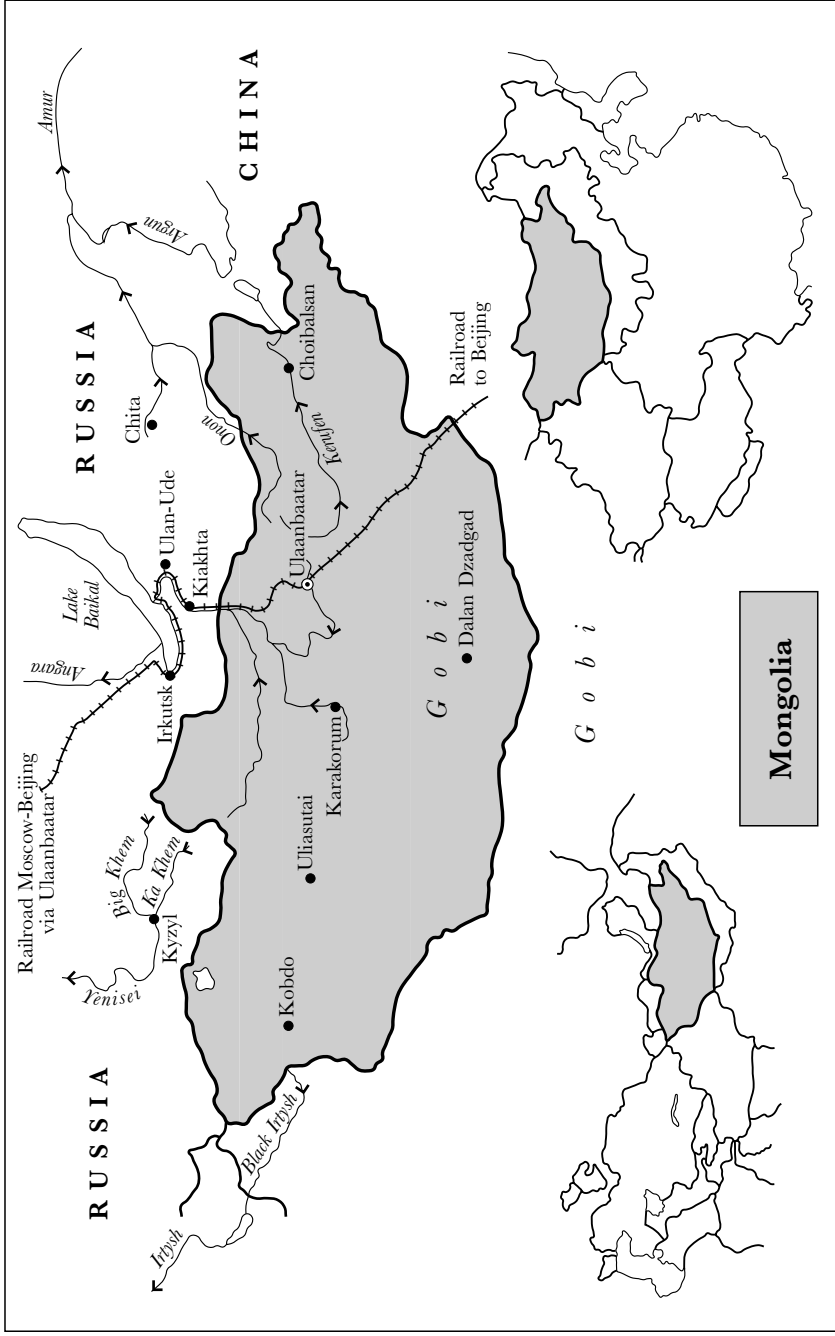 Railroad Moscow-Beijing
via Ulaanbaatar
Angara
Lake
Baikal
Amur
RUSSIA
RUSSIA
CHINA
Yenisei
Big Khem
Ka Khem
Kyzyl
Irkutsk
Ulan-Ude
Kiakhta
Chita
Onon
Argun
Irtysh
Black Irtysh
Kobdo
Uliasutai
Karakorum
Ulaanbaatar
Kerulen
Choibalsan
Gobi
Dalan Dzadgad
Railroad
to Beijing
Gobi
Mongolia